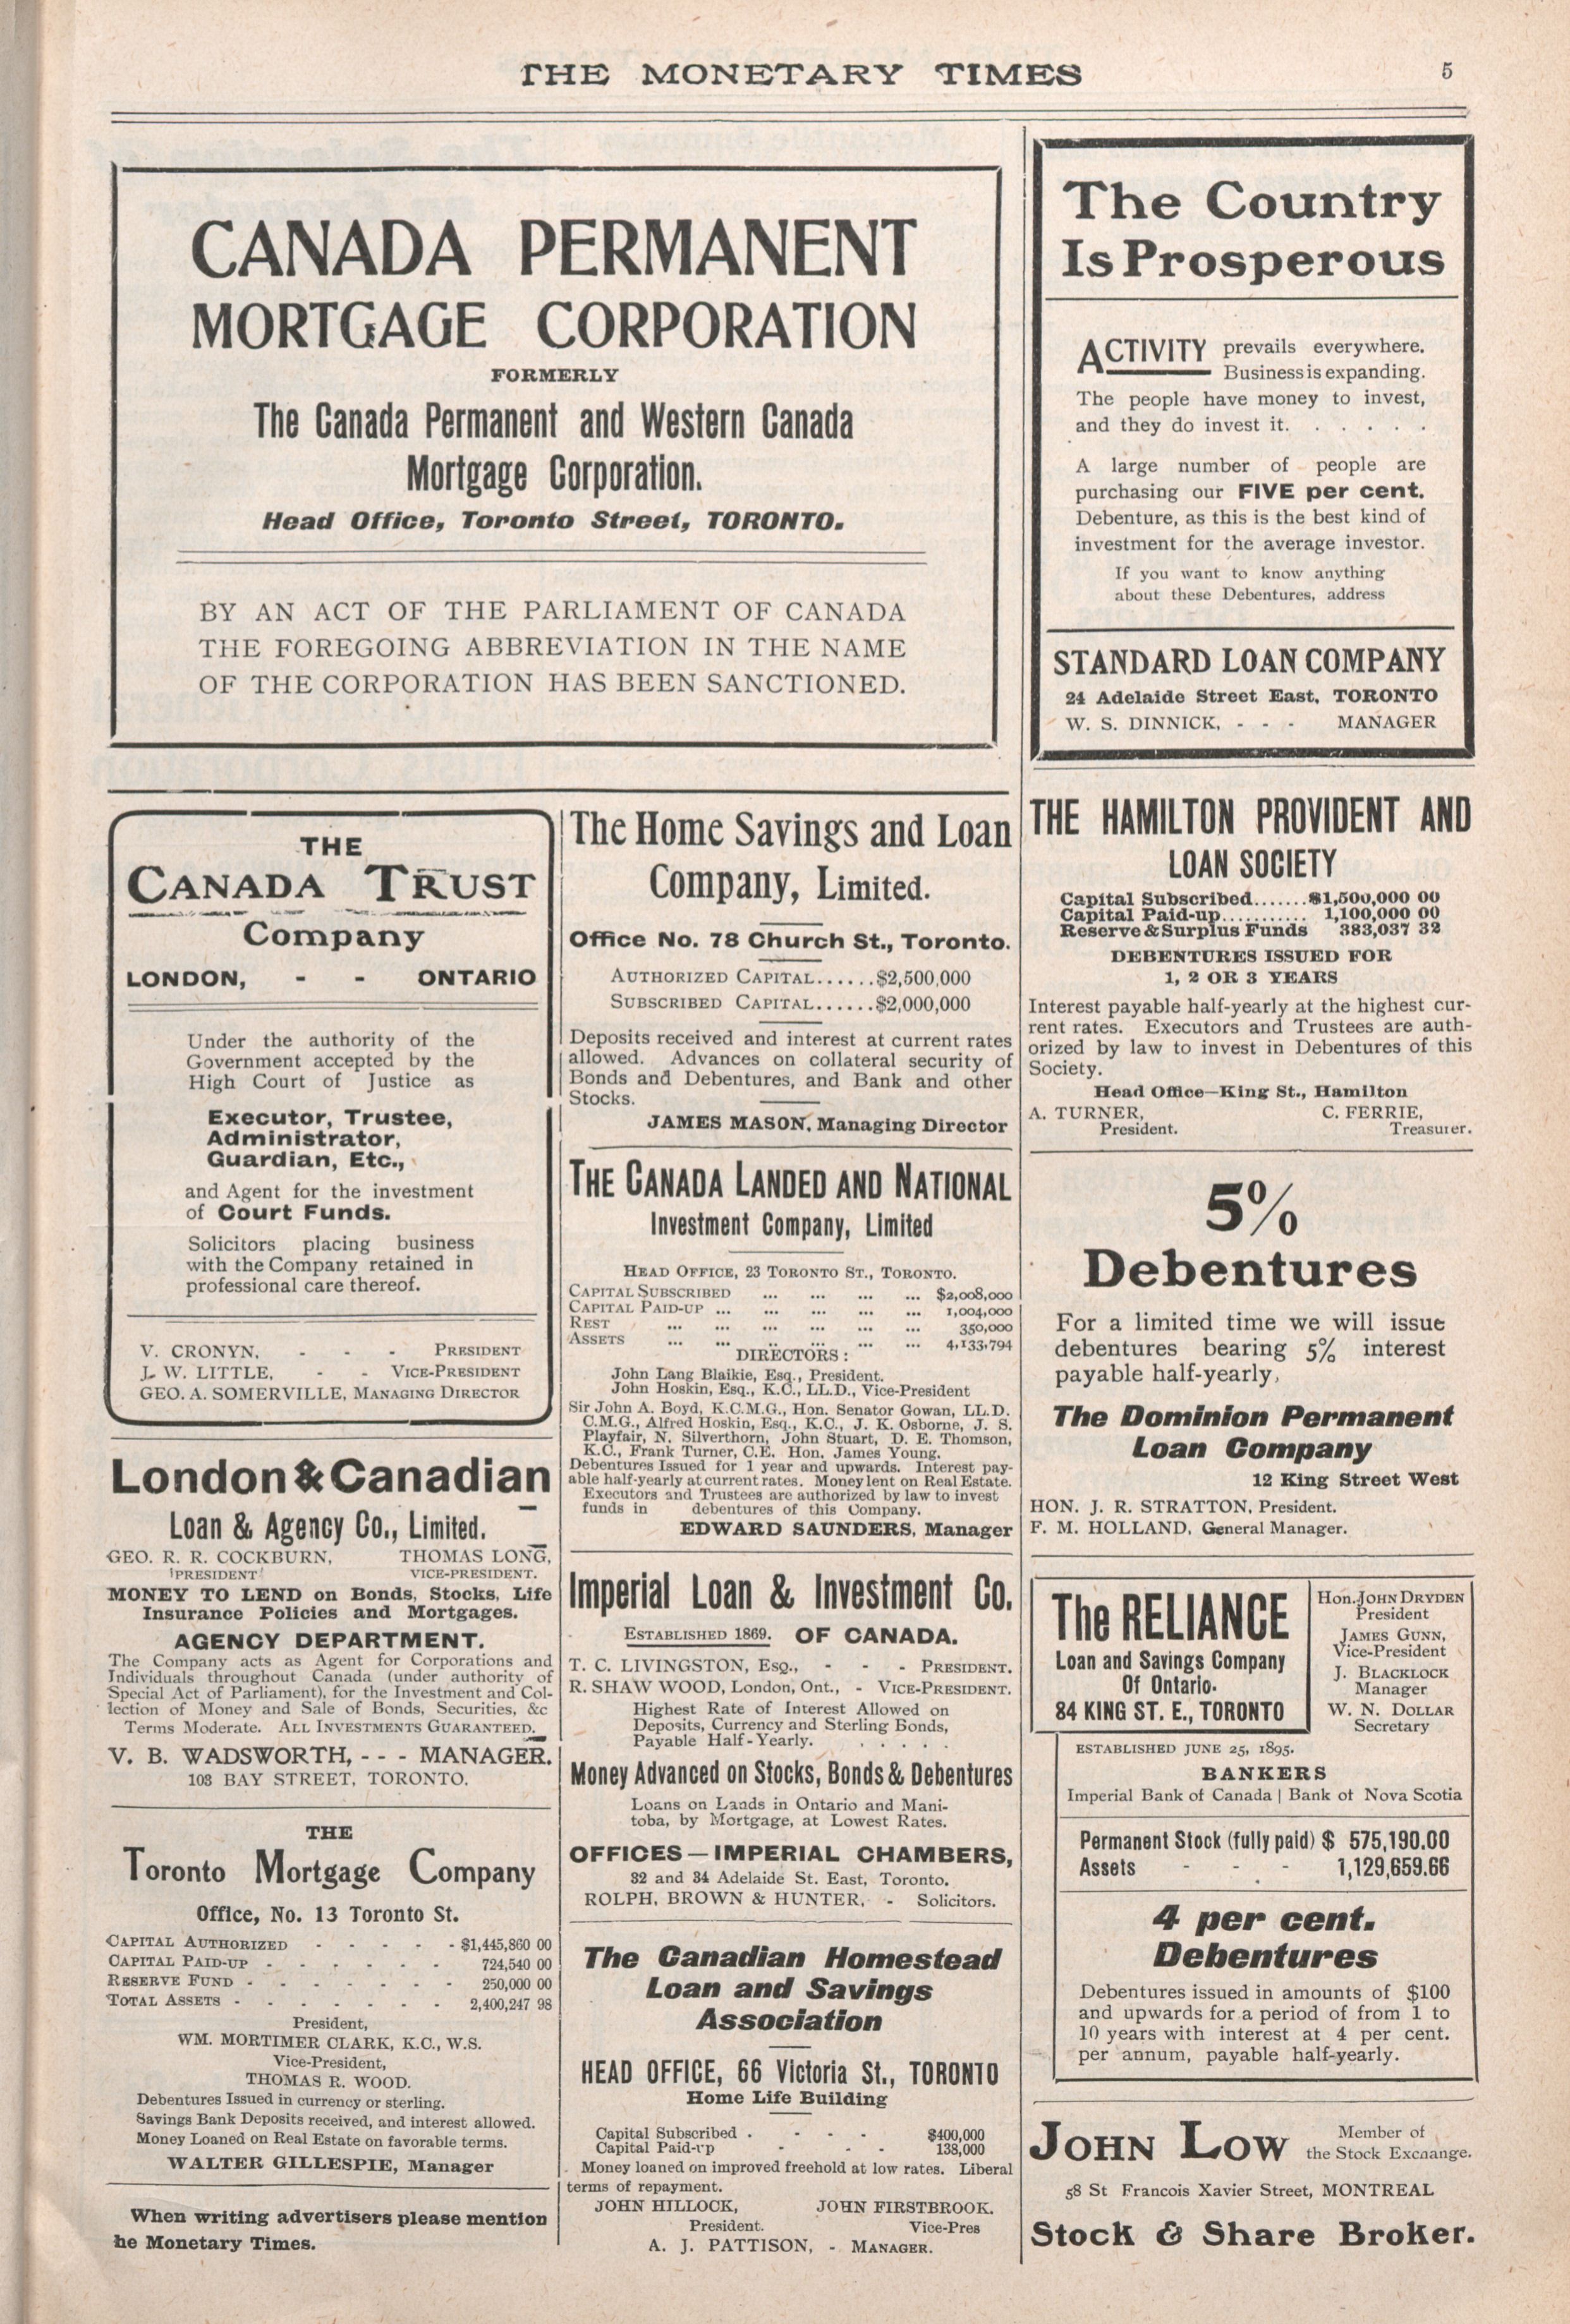 THE MONETARY TIMES
5
CANADA PERMANENT
MORTGAGE CORPORATION
FORMERLY
The Canada Permanent and Western Canada
Mortgage Corporation.
Head Office, Toronto Street, TORONTO.
BY AN ACT OF THE PARLIAMENT OF CANADA
THE FOREGOING ABBREVIATION IN THE NAME
OF THE CORPORATION HAS BEEN SANCTIONED.
The Country
Is Prosperous
ACTIVITY prevails everywhere.
Business is expanding.
The people have money to invest,
and they do invest it. . . . . .
A large number of people are
purchasing our FIVE per cent.
Debenture, as this is the best kind of
investment for the average investor.
If you want to know anything
about these Debentures, address
STANDARD LOAN COMPANY
24 Adelaide Street East, TORONTO
W. S. DINNICK, - - - MANAGER
THE
CANADA TRUST
Company
LONDON, - - ONTARIO
Under the authority of the
Government accepted by the
High Court of Justice as
Executor, Trustee,
Administrator,
Guardian, Etc.,
and Agent for the investment
of Court Funds.
Solicitors placing business
with the Company retained in
professional care thereof.
V. CRONYN, - - - PRESIDENT
J. W. LITTLE, - - VICE-PRESIDENT
GEO. A. SOMERVILLE, MANAGING DIRECTOR
London & Canadian
Loan & Agency Co., Limited.
GEO. R. R. COCKBURN, THOMAS LONG,
PRESIDENT VICE-PRESIDENT.
MONEY TO LEND on Bonds, Stocks, Life
Insurance Policies and Mortgages.
AGENCY DEPARTMENT.
The Company acts as Agent for Corporations and
Individuals throughout Canada (under authority of
Special Act of Parliament), for the Investment and Col-
lection of Money and Sale of Bonds, Securities, &c
Terms Moderate. ALL INVESTMENTS GUARANTEED.
V. B. WADSWORTH, - - - MANAGER.
103 BAY STREET, TORONTO.
THE
Toronto Mortgage Company
Office, No. 13 Toronto St.
CAPITAL AUTHORIZED - - - - - $1,445,860 00
CAPITAL PAID-UP - - - - - - 724,540 00
RESERVE FUND - - - - - - - 250,000 00
TOTAL ASSETS - - - - - - - 2,400,247 98
President,
WM. MORTIMER CLARK, K.C., W.S.
Vice-President,
THOMAS R. WOOD.
Debentures Issued in currency or sterling.
Savings Bank Deposits received, and interest allowed.
Money Loaned on Real Estate on favorable terms.
WALTER GILLESPIE, Manager
When writing advertisers please mention
he Monetary Times.
The Home Savings and Loan
Company, Limited.
Office No. 78 Church St., Toronto.
AUTHORIZED CAPITAL......$2,500,000
SUBSCRIBED CAPITAL......$2,000,000
Deposits received and interest at current rates
allowed. Advances on collateral security of
Bonds and Debentures, and Bank and other
Stocks.
JAMES MASON, Managing Director
THE CANADA LANDED AND NATIONAL
Investment Company, Limited
HEAD OFFICE, 23 TORONTO ST., TORONTO.
CAPITAL SUBSCRIBED ... ... ... ... $2,008,000
CAPITAL PAID-UP ... ... ... ... ... 1,004,000
REST ... ... ... ... ... ... 350,000
ASSETS ... ... ... ... ... ... 4,133,794
DIRECTORS:
John Lang Blaikie, Esq., President.
John Hoskin, Esq., K.C., LL.D., Vice-President
Sir John A. Boyd, K.C.M.G., Hon. Senator Gowan, LL.D.
C.M.G., Alfred Hoskin, Esq., K.C., J. K. Osborne, J. S.
Playfair, N. Silverthorn, John Stuart, D. E. Thomson,
K.C., Frank Turner, C.E. Hon. James Young.
Debentures Issued for 1 year and upwards. Interest pay-
able half-yearly at current rates. Money lent on Real Estate.
Executors and Trustees are authorized by law to invest
funds in debentures of this Company.
EDWARD SAUNDERS, Manager
Imperial Loan & Investment Co.
ESTABLISHED 1869. OF CANADA.
T. C. LIVINGSTON, ESQ., - - - PRESIDENT.
R. SHAW WOOD, London, Ont., - VICE-PRESIDENT.
Highest Rate of Interest Allowed on
Deposits, Currency and Sterling Bonds,
Payable Half-Yearly. . . . . .
Money Advanced on Stocks, Bonds & Debentures
Loans on Lands in Ontario and Mani-
toba, by Mortgage, at Lowest Rates.
OFFICES—IMPERIAL CHAMBERS,
32 and 34 Adelaide St. East, Toronto.
ROLPH, BROWN & HUNTER, - Solicitors.
The Canadian Homestead
Loan and Savings
Association
HEAD OFFICE, 66 Victoria St., TORONTO
Home Life Building
Capital Subscribed . - - - $400,000
Capital Paid-up - - - 138,000
Money loaned on improved freehold at low rates. Liberal
terms of repayment.
JOHN HILLOCK, JOHN FIRSTBROOK.
President. Vice-Pres
A. J. PATTISON, - MANAGER.
THE HAMILTON PROVIDENT AND
LOAN SOCIETY
Capital Subscribed.......$1,500,000 00
Capital Paid-up........... 1,100,000 00
Reserve & Surplus Funds 383,037 32
DEBENTURES ISSUED FOR
1, 2 OR 3 YEARS
Interest payable half-yearly at the highest cur-
rent rates. Executors and Trustees are auth-
orized by law to invest in Debentures of this
Society.
Head Office—King St., Hamilton
A. TURNER, C. FERRIE,
President. Treasurer.
5%
Debentures
For a limited time we will issue
debentures bearing 5% interest
payable half-yearly,
The Dominion Permanent
Loan Company
12 King Street West
HON. J. R. STRATTON, President.
F. M. HOLLAND, General Manager.
The RELIANCE
Loan and Savings Company
Of Ontario.
84 KING ST. E., TORONTO
Hon. JOHN DRYDEN
President
JAMES GUNN,
Vice-President
J. BLACKLOCK
Manager
W. N. DOLLAR
Secretary
ESTABLISHED JUNE 25, 1895.
BANKERS
Imperial Bank of Canada | Bank of Nova Scotia
Permanent Stock (fully paid) $ 575,190.00
Assets - - - 1,129,659.66
4 per cent.
Debentures
Debentures issued in amounts of $100
and upwards for a period of from 1 to
10 years with interest at 4 per cent.
per annum, payable half-yearly.
JOHN LOW Member of
the Stock Exchange.
58 St Francois Xavier Street, MONTREAL
Stock & Share Broker.